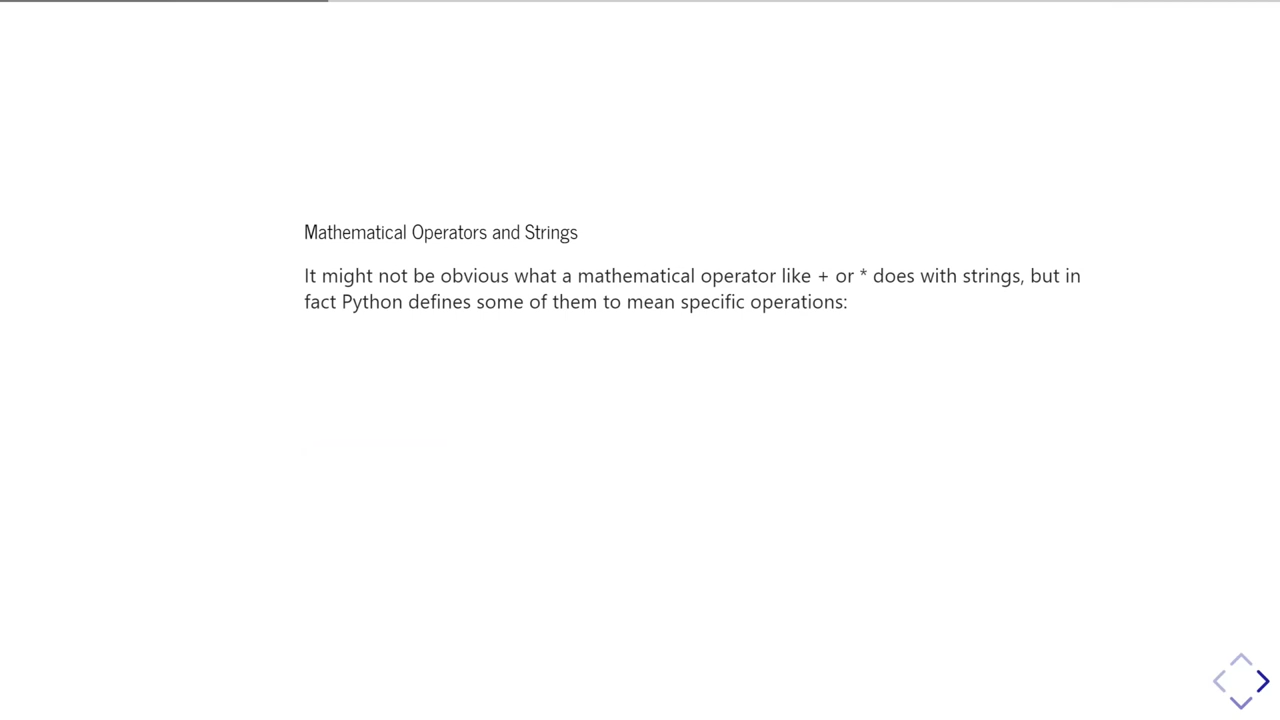 Mathematical Operators and Strings
It might not be obvious what a mathematical operator like + or * does with strings, but in
fact Python defines some of them to mean specific operations: